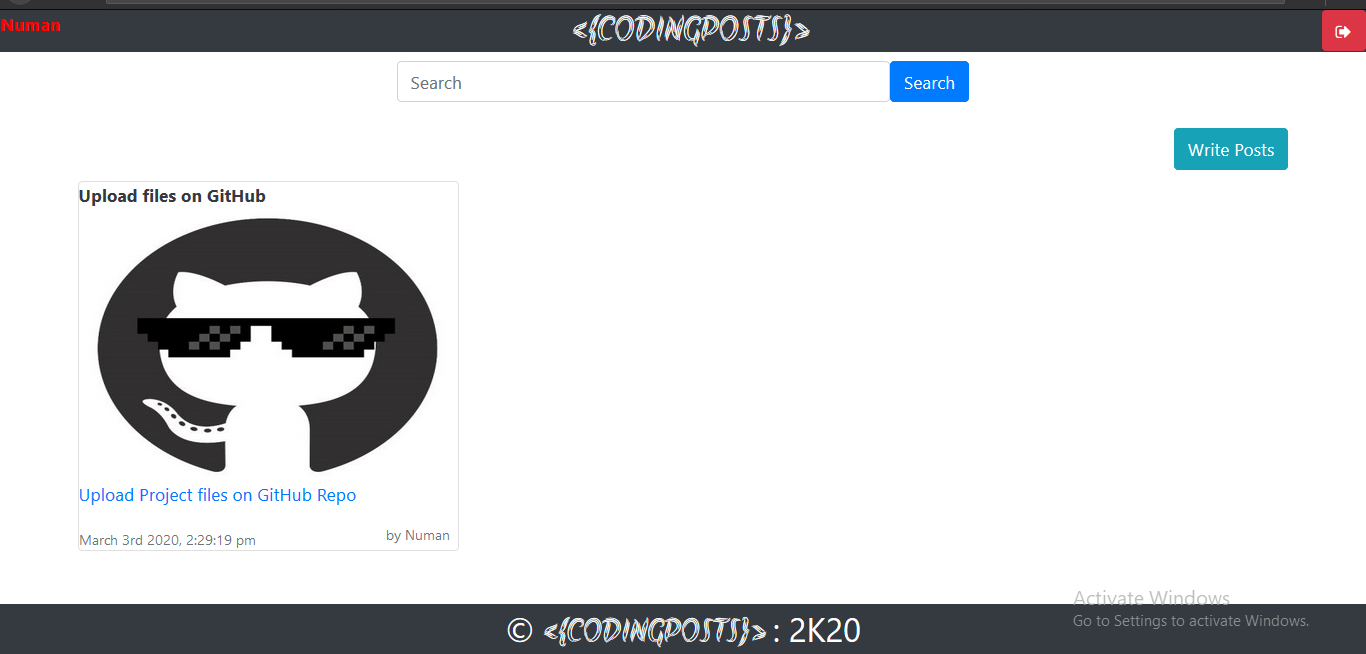 Numan
<{CODINGPOSTS}>
Search
Search
Write Posts
Upload files on GitHub
Upload Project files on GitHub Repo
March 3rd 2020, 2:29:19 pm
by Numan
© <{CODINGPOSTS}> : 2K20
Activate Windows
Go to Settings to activate Windows.